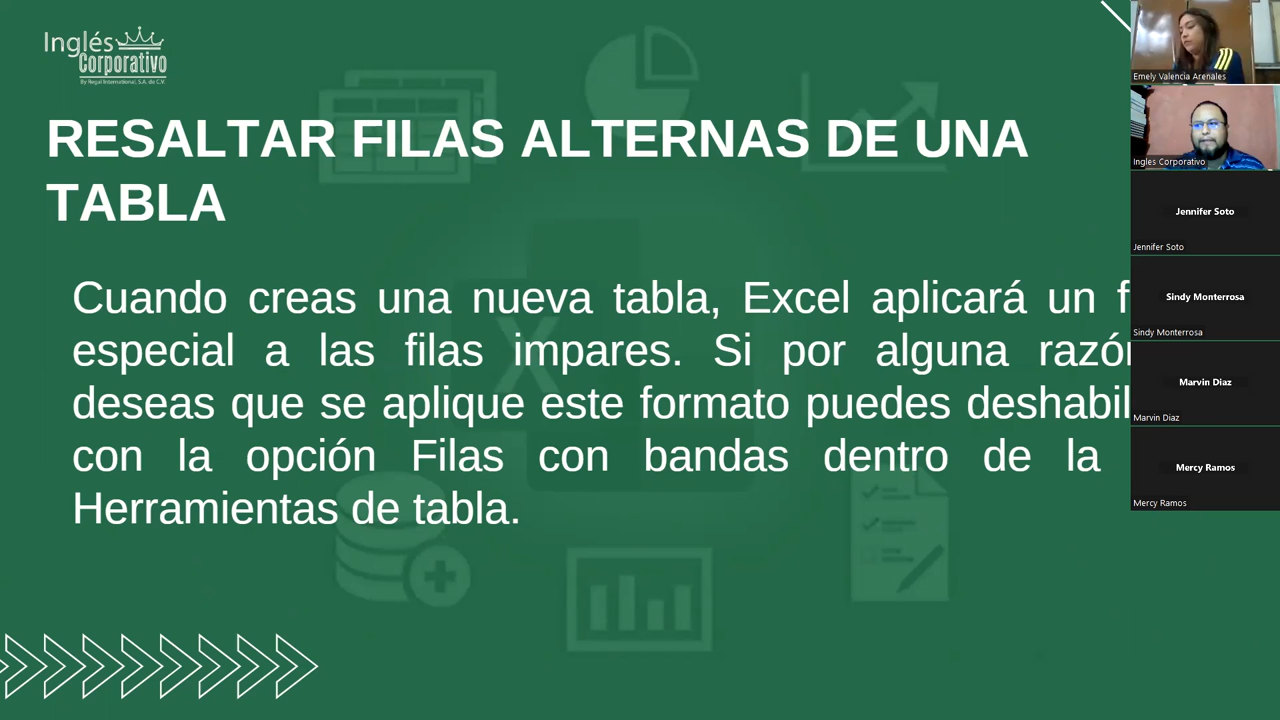 Inglés
Corporativo
By Regal International, S.A. de C.V.
RESALTAR FILAS ALTERNAS DE UNA
TABLA
Cuando creas una nueva tabla, Excel aplicará un f
especial a las filas impares. Si por alguna razón
deseas que se aplique este formato puedes deshabil
con la opción Filas con bandas dentro de la
Herramientas de tabla.
Emely Valencia Arenales
Ingles Corporativo
Jennifer Soto
Jennifer Soto
Sindy Monterrosa
Sindy Monterrosa
Marvin Diaz
Marvin Diaz
Mercy Ramos
Mercy Ramos